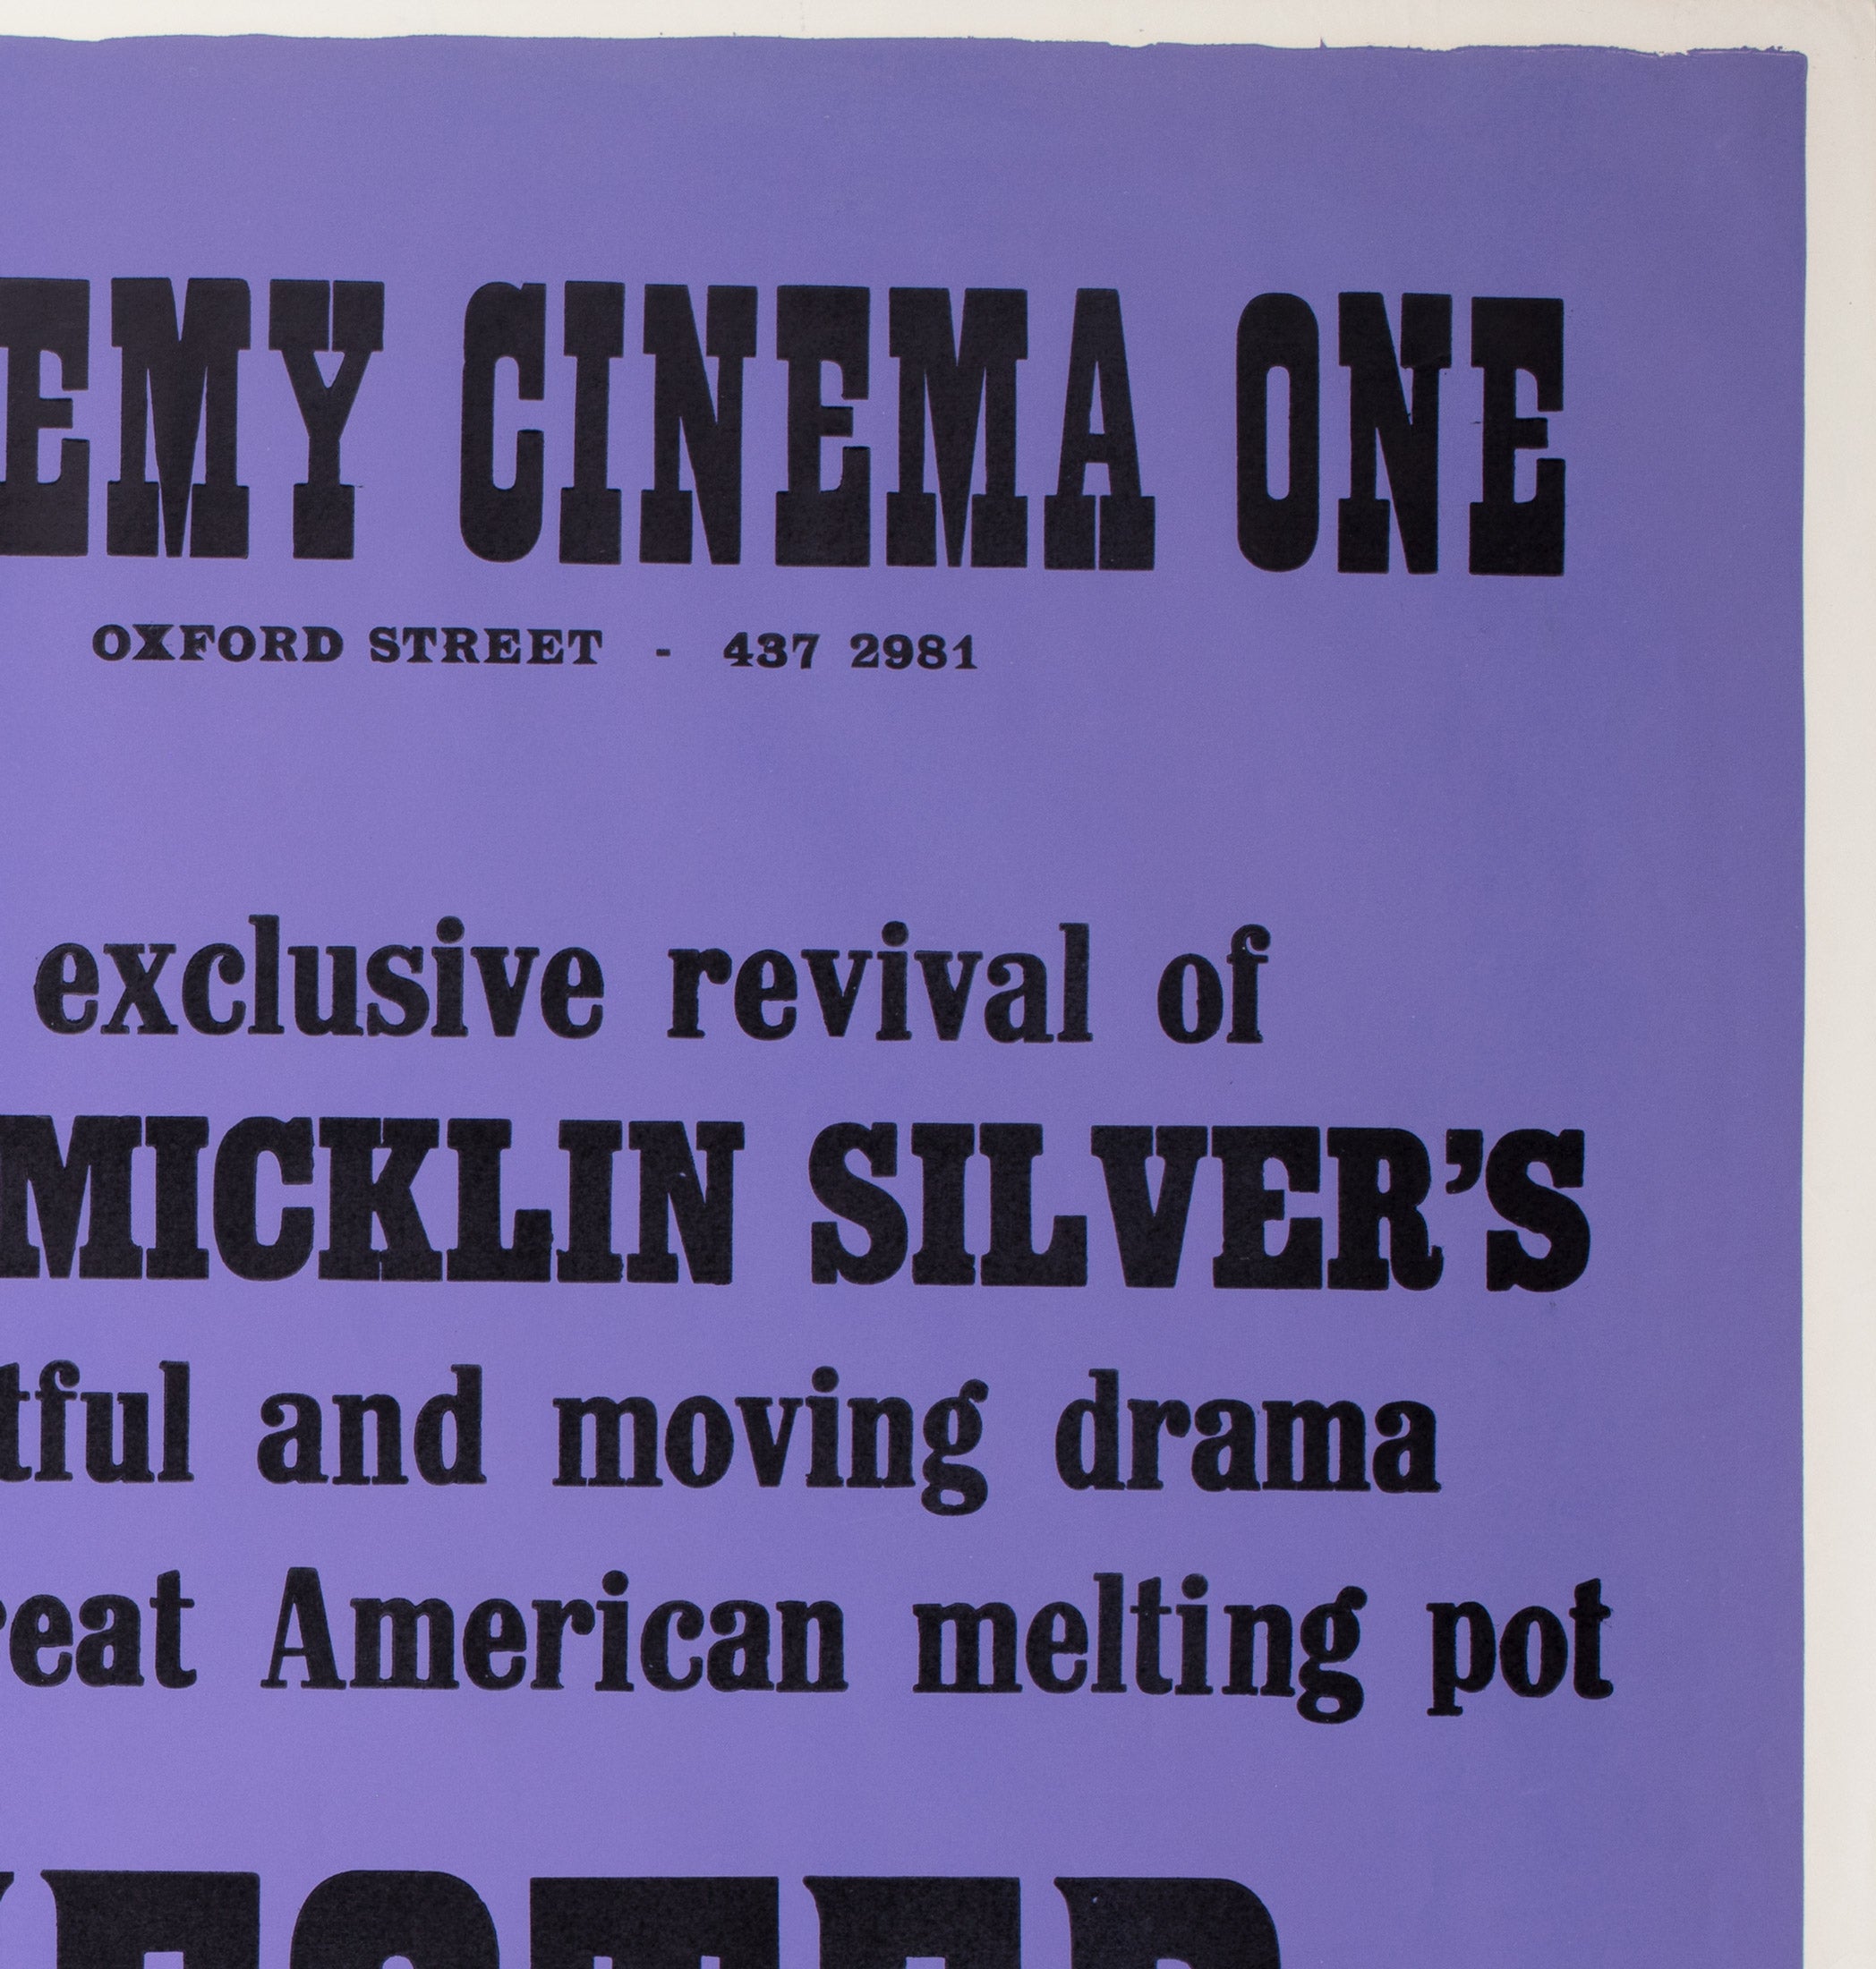 EMY CINEMA ONE
OXFORD STREET - 437 2981
exclusive revival of
MICKLIN SILVER'S
tful and moving drama
reat American melting pot
ESTER